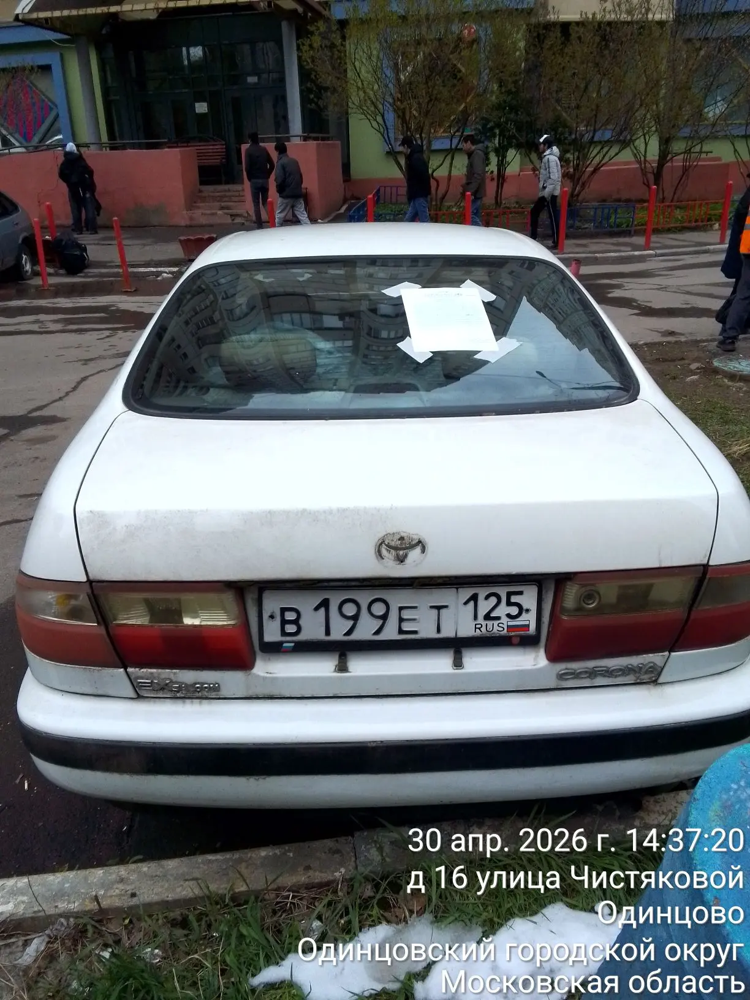 В 199 ЕТ 125
RUS
CORONA
30 апр. 2026 г. 14:37:20
д 16 улица Чистяковой
Одинцово
Одинцовский городской округ
Московская область